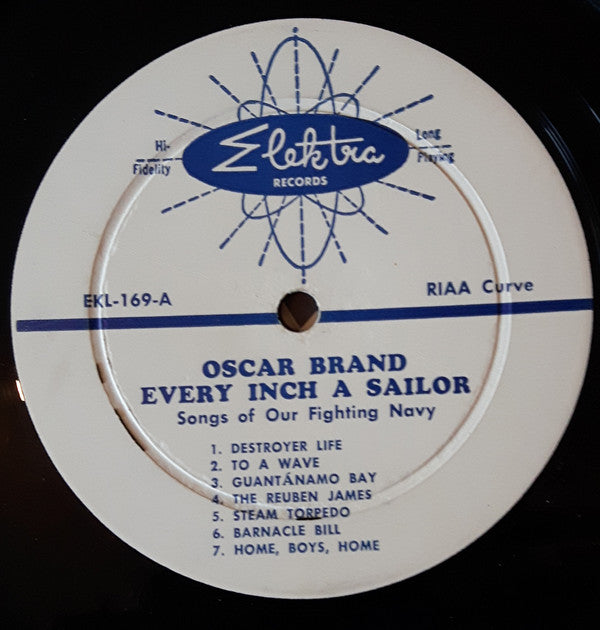 Elektra
RECORDS
Hi-
Fidelity
Long
Playing
EKL-169-A
RIAA Curve
OSCAR BRAND
EVERY INCH A SAILOR
Songs of Our Fighting Navy
1. DESTROYER LIFE
2. TO A WAVE
3. GUANTÁNAMO BAY
4. THE REUBEN JAMES
5. STEAM TORPEDO
6. BARNACLE BILL
7. HOME, BOYS, HOME